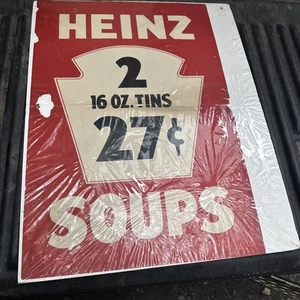 HEINZ
2
16 OZ. TINS
27¢
SOUPS